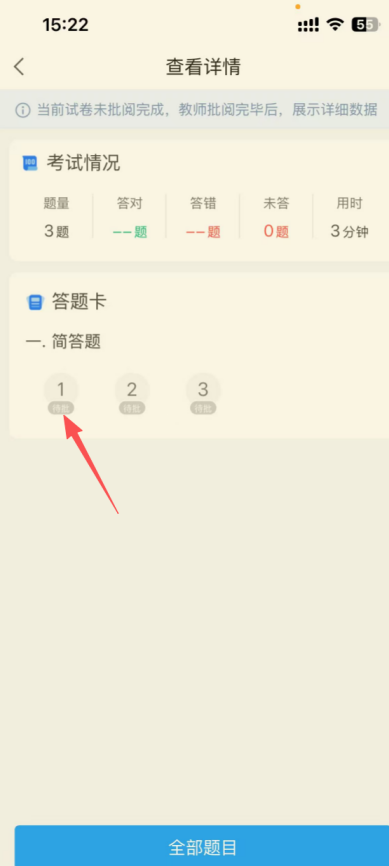 15:22
55
查看详情
当前试卷未批阅完成，教师批阅完毕后，展示详细数据
100 考试情况
题量 答对 答错 未答 用时
3题 --题 --题 0题 3分钟
答题卡
一. 简答题
1 2 3
待批 待批 待批
全部题目